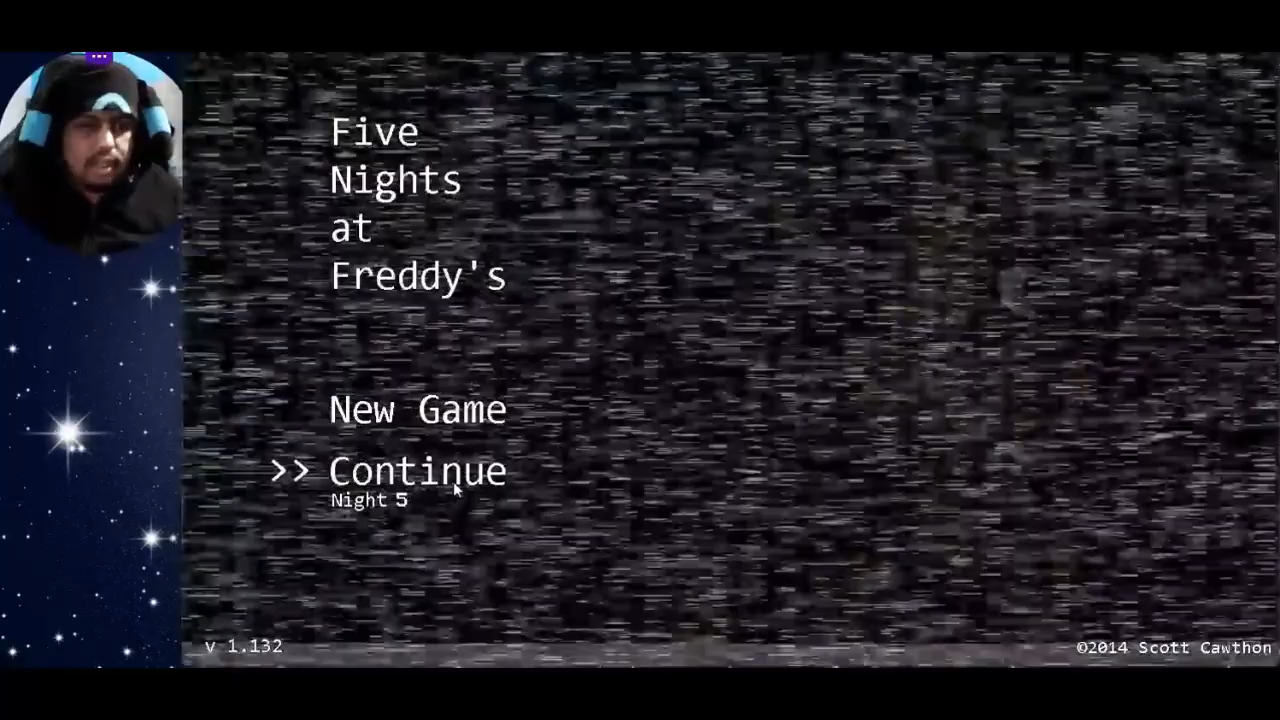 Five
Nights
at
Freddy's
New Game
>> Continue
Night 5
v 1.132
©2014 Scott Cawthon